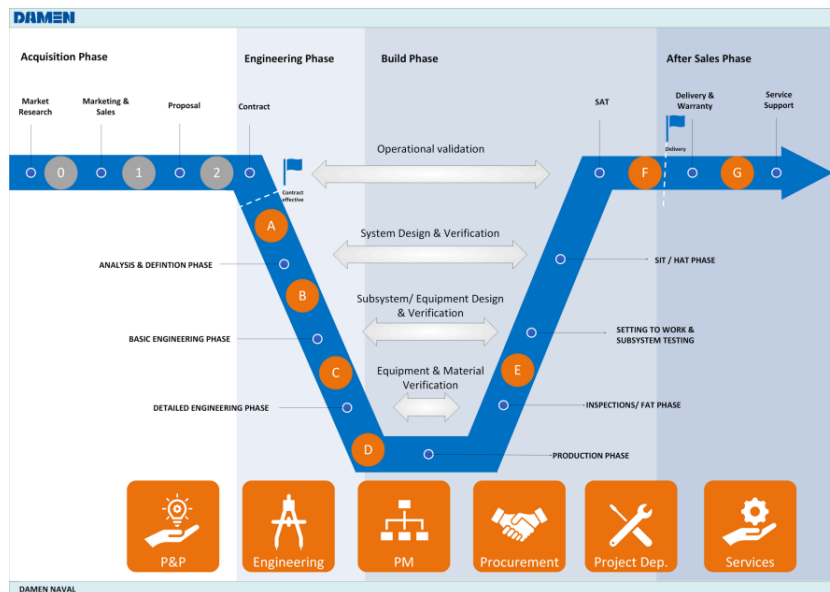 DAMEN
Acquisition Phase
Engineering Phase
Build Phase
After Sales Phase
Market
Research
Marketing &
Sales
Proposal
Contract
SAT
Delivery &
Warranty
Service
Support
Delivery
0
1
2
F
G
Contract
effective
Operational validation
A
System Design & Verification
ANALYSIS & DEFINTION PHASE
SIT / HAT PHASE
B
Subsystem/ Equipment Design
& Verification
BASIC ENGINEERING PHASE
SETTING TO WORK &
SUBSYSTEM TESTING
C
Equipment & Material
Verification
E
DETAILED ENGINEERING PHASE
INSPECTIONS/ FAT PHASE
D
PRODUCTION PHASE
P&P
Engineering
PM
Procurement
Project Dep.
Services
DAMEN NAVAL